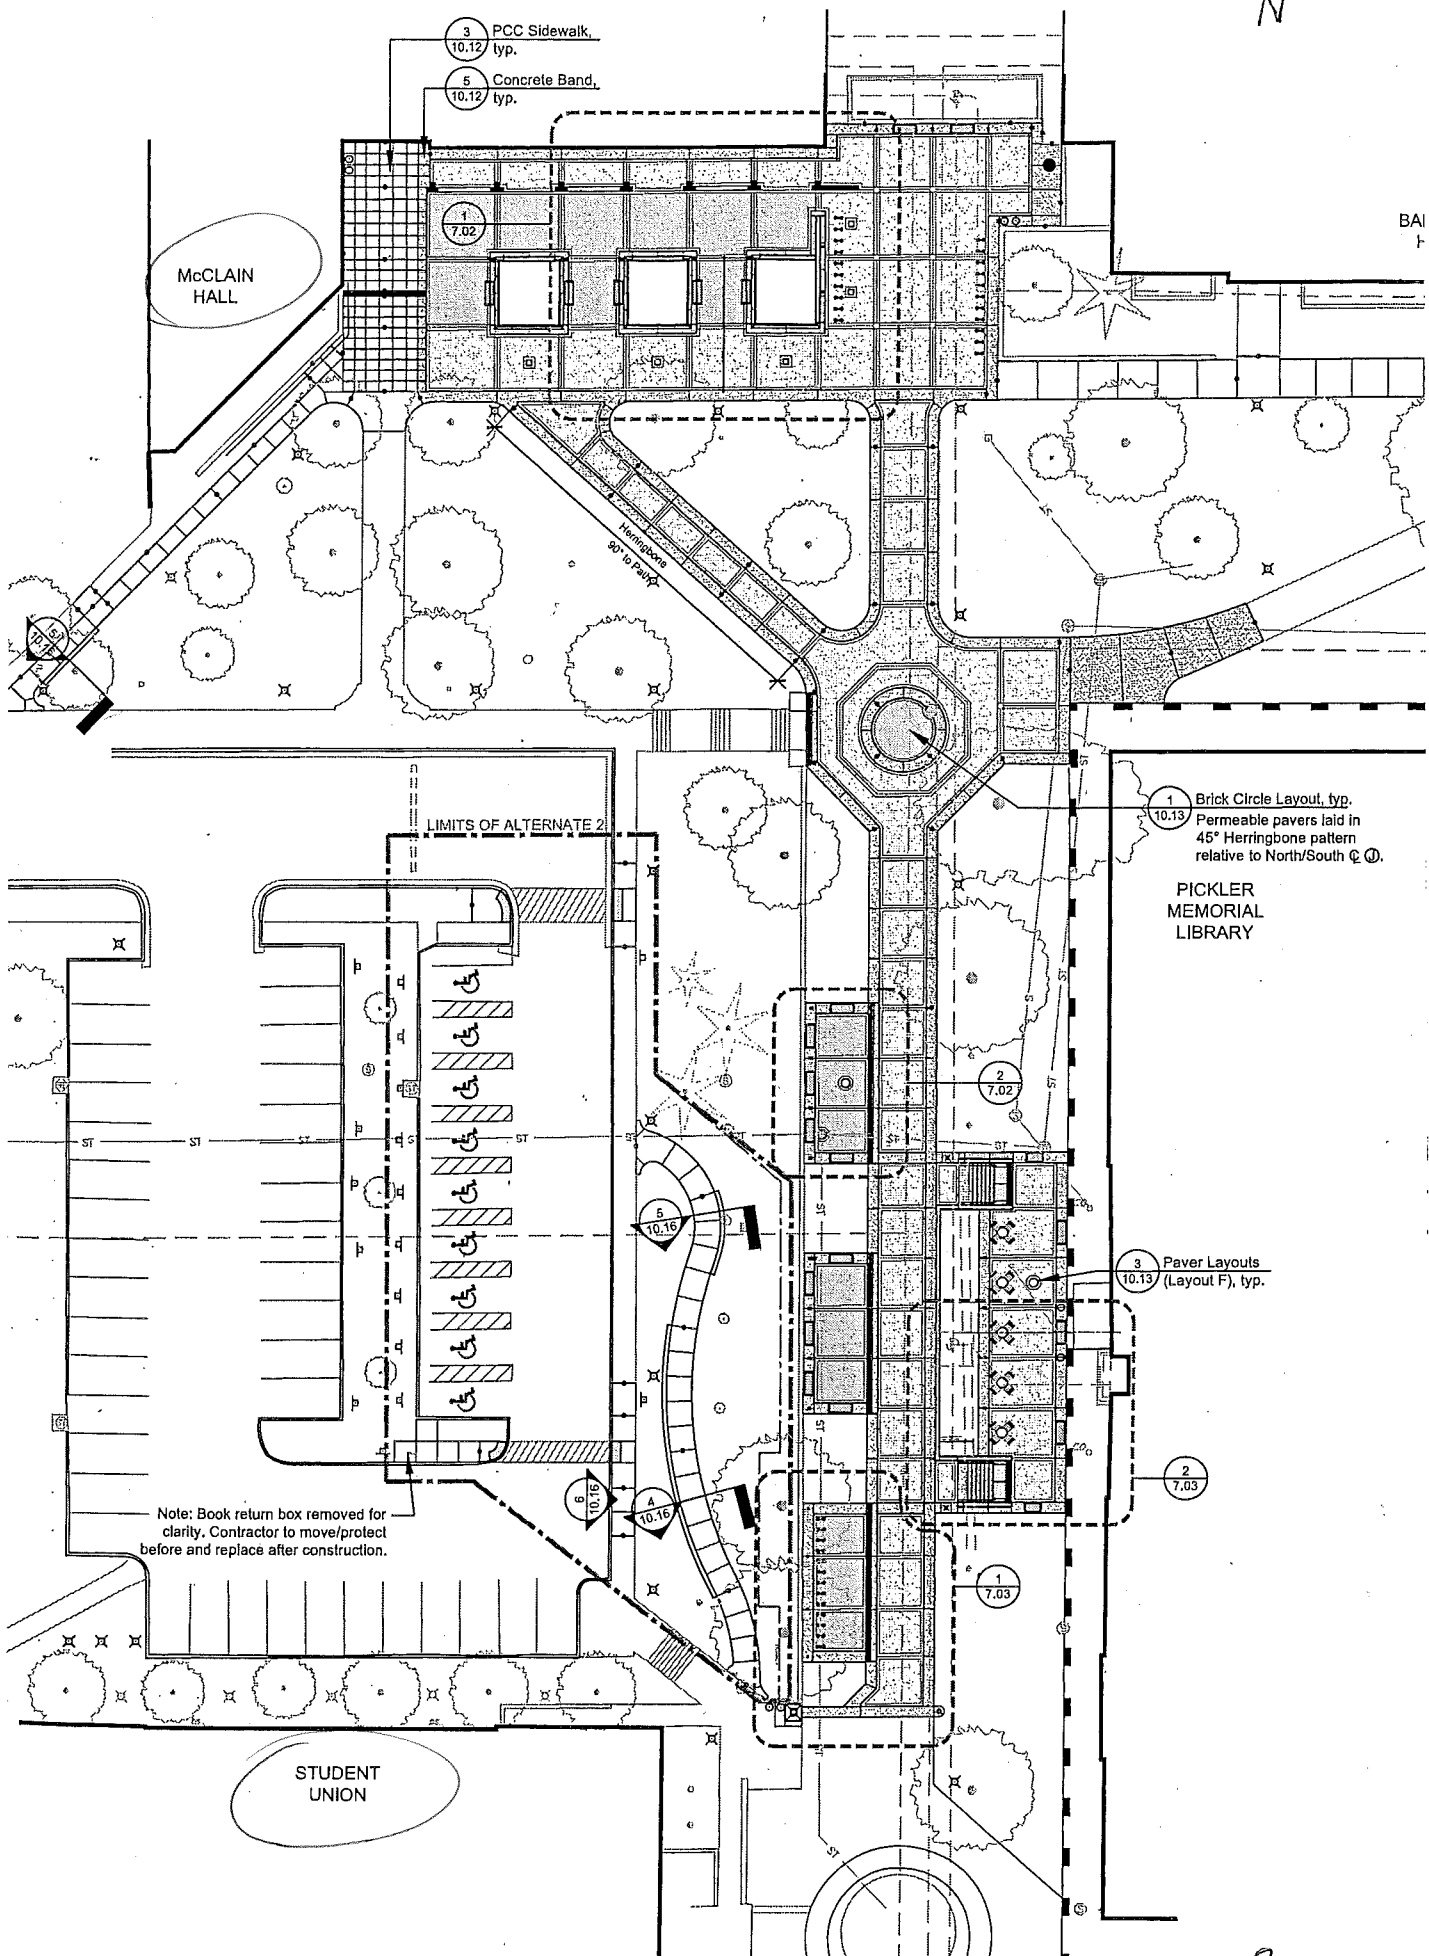 N
3
10.12
PCC Sidewalk,
typ.
5
10.12
Concrete Band,
typ.
1
7.02
McCLAIN
HALL
BAI
Herringbone
90° to
1
10.13
Brick Circle Layout, typ.
Permeable pavers laid in
45° Herringbone pattern
relative to North/South ℄ Ⓙ.
LIMITS OF ALTERNATE 2
PICKLER
MEMORIAL
LIBRARY
2
7.02
ST
ST
ST
ST
ST
ST
5
10.16
3
10.13
Paver Layouts
(Layout F), typ.
2
7.03
6
10.16
4
10.16
Note: Book return box removed for
clarity. Contractor to move/protect
before and replace after construction.
1
7.03
STUDENT
UNION
ST